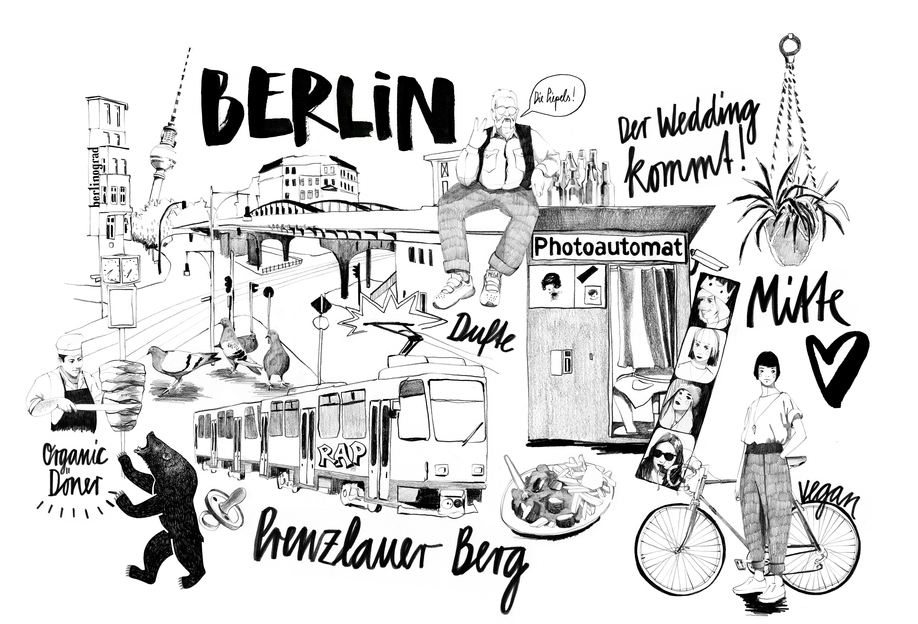 BERLiN
Die Piepels!
Der Wedding
kommt!
berlinograd
Photoautomat
Mitte
Dufte
RAP
Organic
Döner
vegan
Prenzlauer Berg